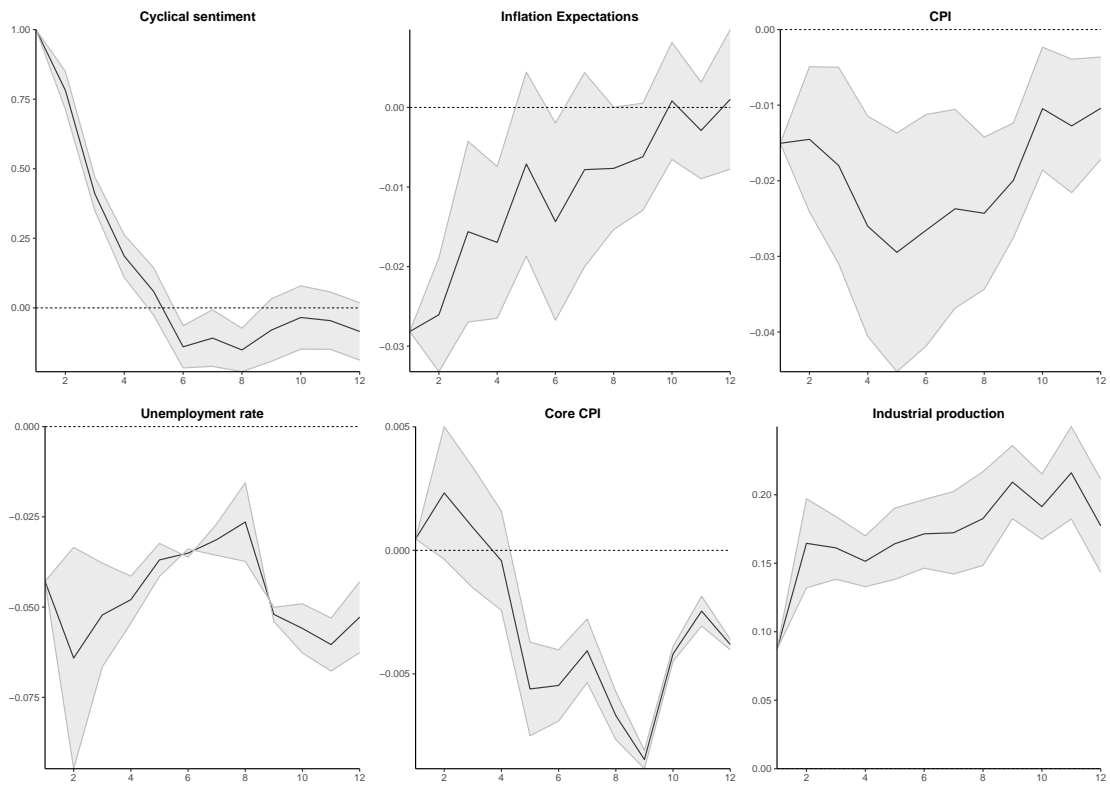 Cyclical sentiment
1.00
0.75
0.50
0.25
0.00
2 4 6 8 10 12
Inflation Expectations
0.00
−0.01
−0.02
−0.03
2 4 6 8 10 12
CPI
0.00
−0.01
−0.02
−0.03
−0.04
2 4 6 8 10 12
Unemployment rate
0.000
−0.025
−0.050
−0.075
2 4 6 8 10 12
Core CPI
0.005
0.000
−0.005
2 4 6 8 10 12
Industrial production
0.20
0.15
0.10
0.05
0.00
2 4 6 8 10 12